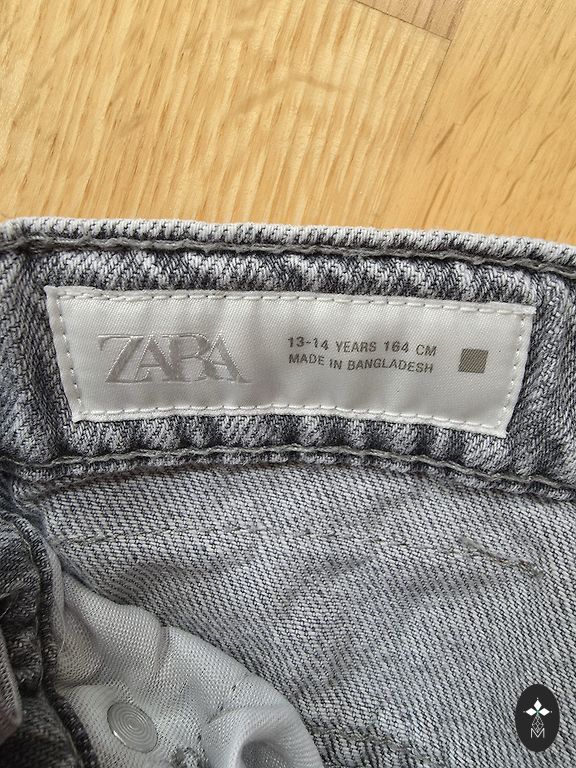 ZARA
13-14 YEARS 164 CM
MADE IN BANGLADESH
M